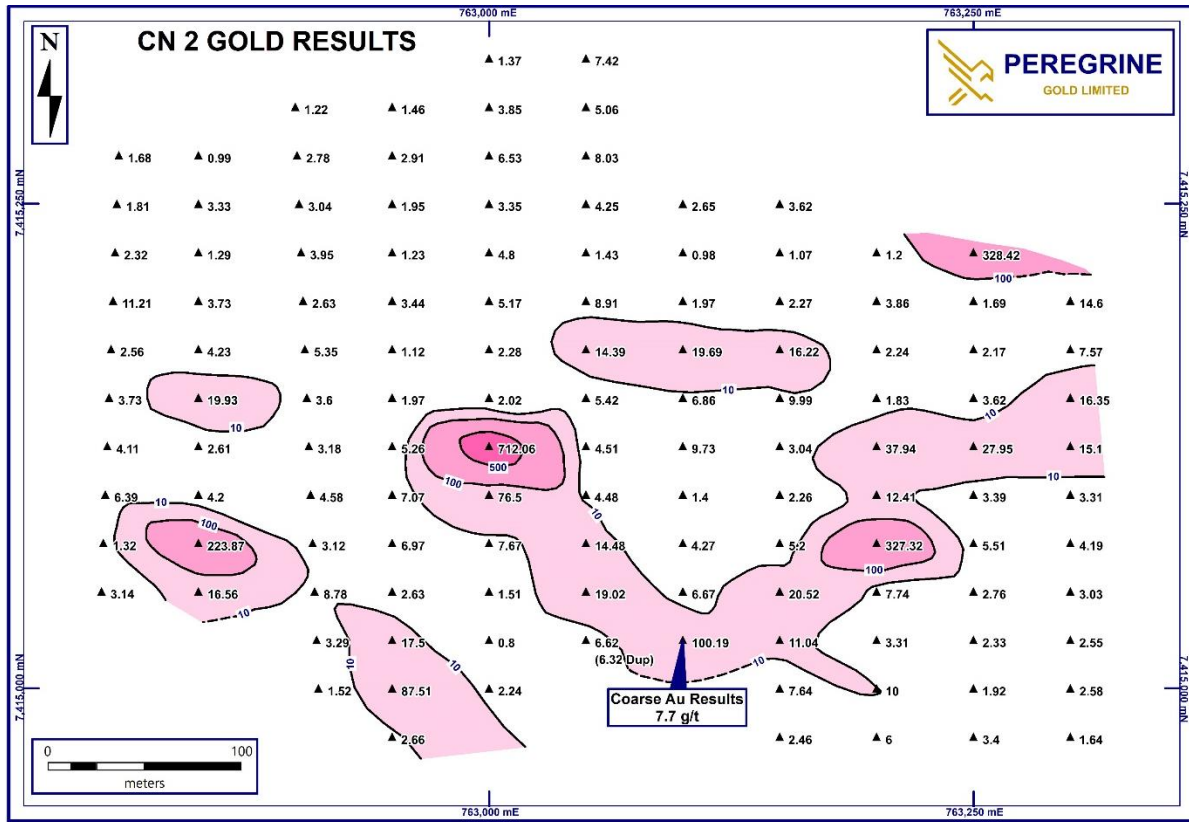 763,000 mE 763,250 mE
N
CN 2 GOLD RESULTS
PEREGRINE
GOLD LIMITED
1.37 7.42
1.22 1.46 3.85 5.06
1.68 0.99 2.78 2.91 6.53 8.03
7,415,250 mN 1.81 3.33 3.04 1.95 3.35 4.25 2.65 3.62 7,415,250 mN
2.32 1.29 3.95 1.23 4.8 1.43 0.98 1.07 1.2 328.42
100
11.21 3.73 2.63 3.44 5.17 8.91 1.97 2.27 3.86 1.69 14.6
2.56 4.23 5.35 1.12 2.28 14.39 19.69 16.22 2.24 2.17 7.57
10
3.73 19.93 3.6 1.97 2.02 5.42 6.86 9.99 1.83 3.62 16.35
10 10
4.11 2.61 3.18 5.26 712.06 4.51 9.73 3.04 37.94 27.95 15.1
500
100 10
6.39 4.2 4.58 7.07 76.5 4.48 1.4 2.26 12.41 3.39 3.31
10 100 10
1.32 223.87 3.12 6.97 7.67 14.48 4.27 5.2 327.32 5.51 4.19
100
3.14 16.56 8.78 2.63 1.51 19.02 6.67 20.52 7.74 2.76 3.03
10
3.29 17.5 0.8 6.62 100.19 11.04 3.31 2.33 2.55
(6.32 Dup)
10 10 10
7,415,000 mN 1.52 87.51 2.24 7.64 10 1.92 2.58 7,415,000 mN
Coarse Au Results
7.7 g/t
2.66 2.46 6 3.4 1.64
0 100
meters
763,000 mE 763,250 mE